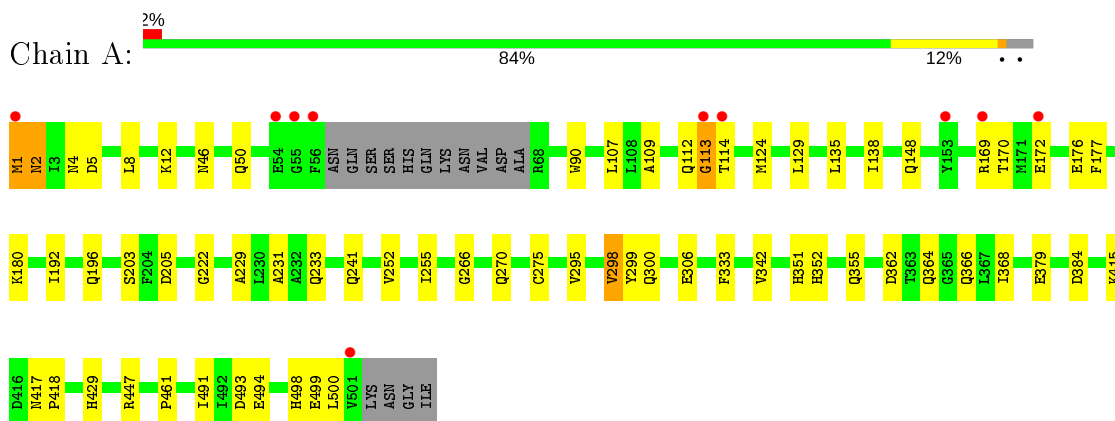 2%
Chain A:
84% 12% • •
M1 N2 I3 N4 D5 L8 K12 N46 Q50 E54 G55 F56 ASN GLN SER SER HIS GLN LYS ASN VAL ASP ALA R68 W90 L107 L108 A109 Q112 G113 T114 M124 L129 L135 I138 Q148 Y153 R169 T170 M171 E172 E176 F177
K180 I192 Q196 S203 F204 D205 G222 A229 L230 A231 A232 Q233 Q241 V252 I255 G266 Q270 C275 V295 V298 Y299 Q300 E306 F333 V342 H351 H352 Q355 D362 T363 Q364 G365 Q366 L367 I368 E379 D384 K415
D416 N417 P418 H429 R447 P461 I491 I492 D493 E494 H498 E499 L500 V501 LYS ASN GLY ILE